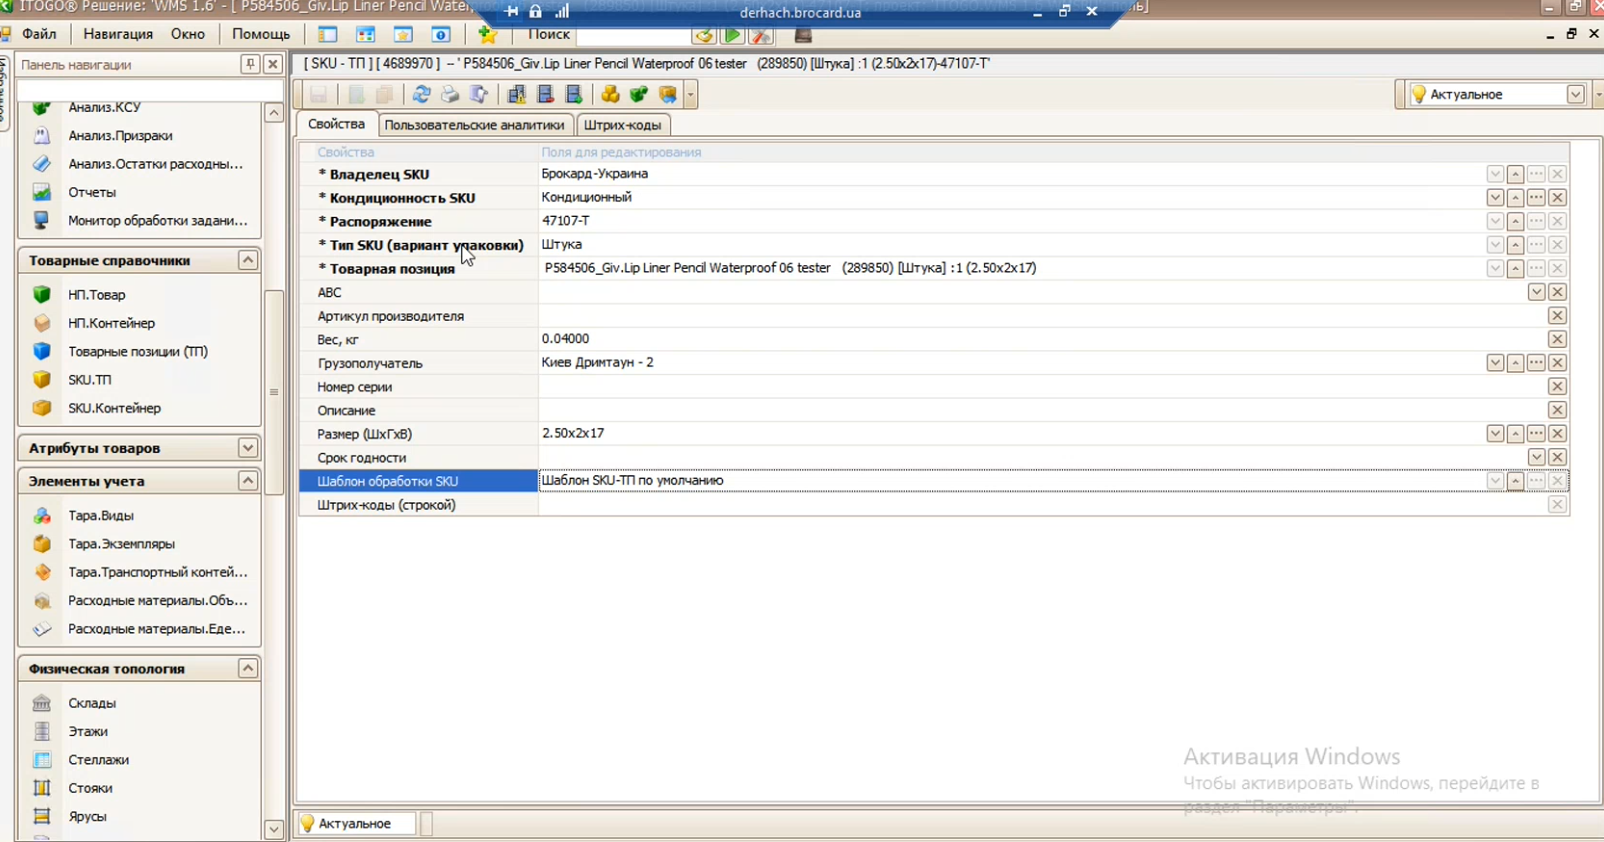 ITOGO Решение: 'WMS 1.6' - [ P584506_Giv.Lip Liner Pencil Water
derhach.brocard.ua
Файл Навигация Окно Помощь Поиск
Панель навигации
[ SKU - ТП ] [ 4689970 ] -- ' P584506_Giv.Lip Liner Pencil Waterproof 06 tester (289850) [Штука] :1 (2.50x2x17)-47107-T'
Актуальное
Анализ.КСУ
Анализ.Призраки
Анализ.Остатки расходны...
Отчеты
Монитор обработки задани...
Товарные справочники
НП.Товар
НП.Контейнер
Товарные позиции (ТП)
SKU.ТП
SKU.Контейнер
Атрибуты товаров
Элементы учета
Тара.Виды
Тара.Экземпляры
Тара.Транспортный контей...
Расходные материалы.Объ...
Расходные материалы.Еде...
Физическая топология
Склады
Этажи
Стеллажи
Стояки
Ярусы
Свойства Пользовательские аналитики Штрих-коды
Свойства Поля для редактирования
* Владелец SKU Брокард-Украина
* Кондиционность SKU Кондиционный
* Распоряжение 47107-T
* Тип SKU (вариант упаковки) Штука
* Товарная позиция P584506_Giv.Lip Liner Pencil Waterproof 06 tester (289850) [Штука] :1 (2.50x2x17)
ABC
Артикул производителя
Вес, кг 0.04000
Грузополучатель Киев Дримтаун - 2
Номер серии
Описание
Размер (ШхГхВ) 2.50x2x17
Срок годности
Шаблон обработки SKU Шаблон SKU-ТП по умолчанию
Штрих-коды (строкой)
Активация Windows
Чтобы активировать Windows, перейдите в
раздел "Параметры".
Актуальное